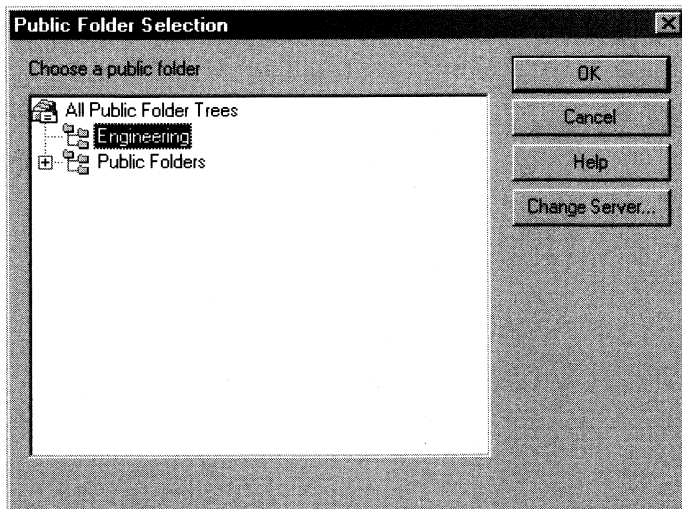 Public Folder Selection
Choose a public folder
All Public Folder Trees
Engineering
Public Folders
OK
Cancel
Help
Change Server...